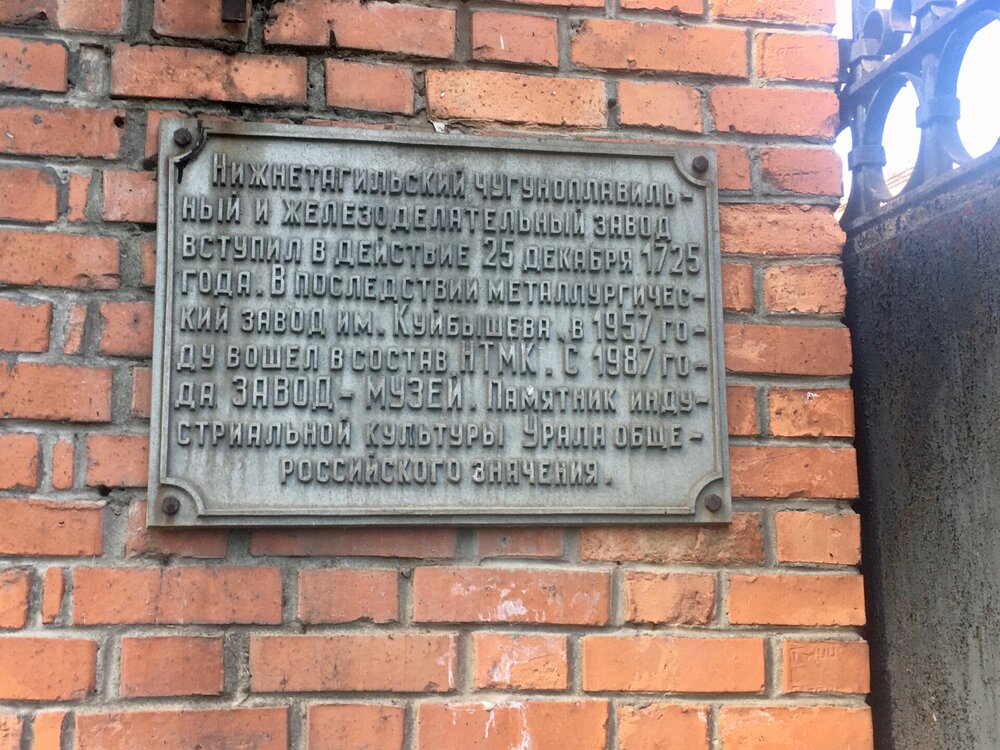 Нижнетагильский чугуноплавиль-
ный и железоделательный завод
вступил в действие 25 декабря 1725
года. В последствии металлургичес-
кий завод им. Куйбышева в 1957 го-
ду вошел в состав НТМК. С 1987 го-
да ЗАВОД-МУЗЕЙ. Памятник инду-
стриальной культуры Урала обще-
российского значения.